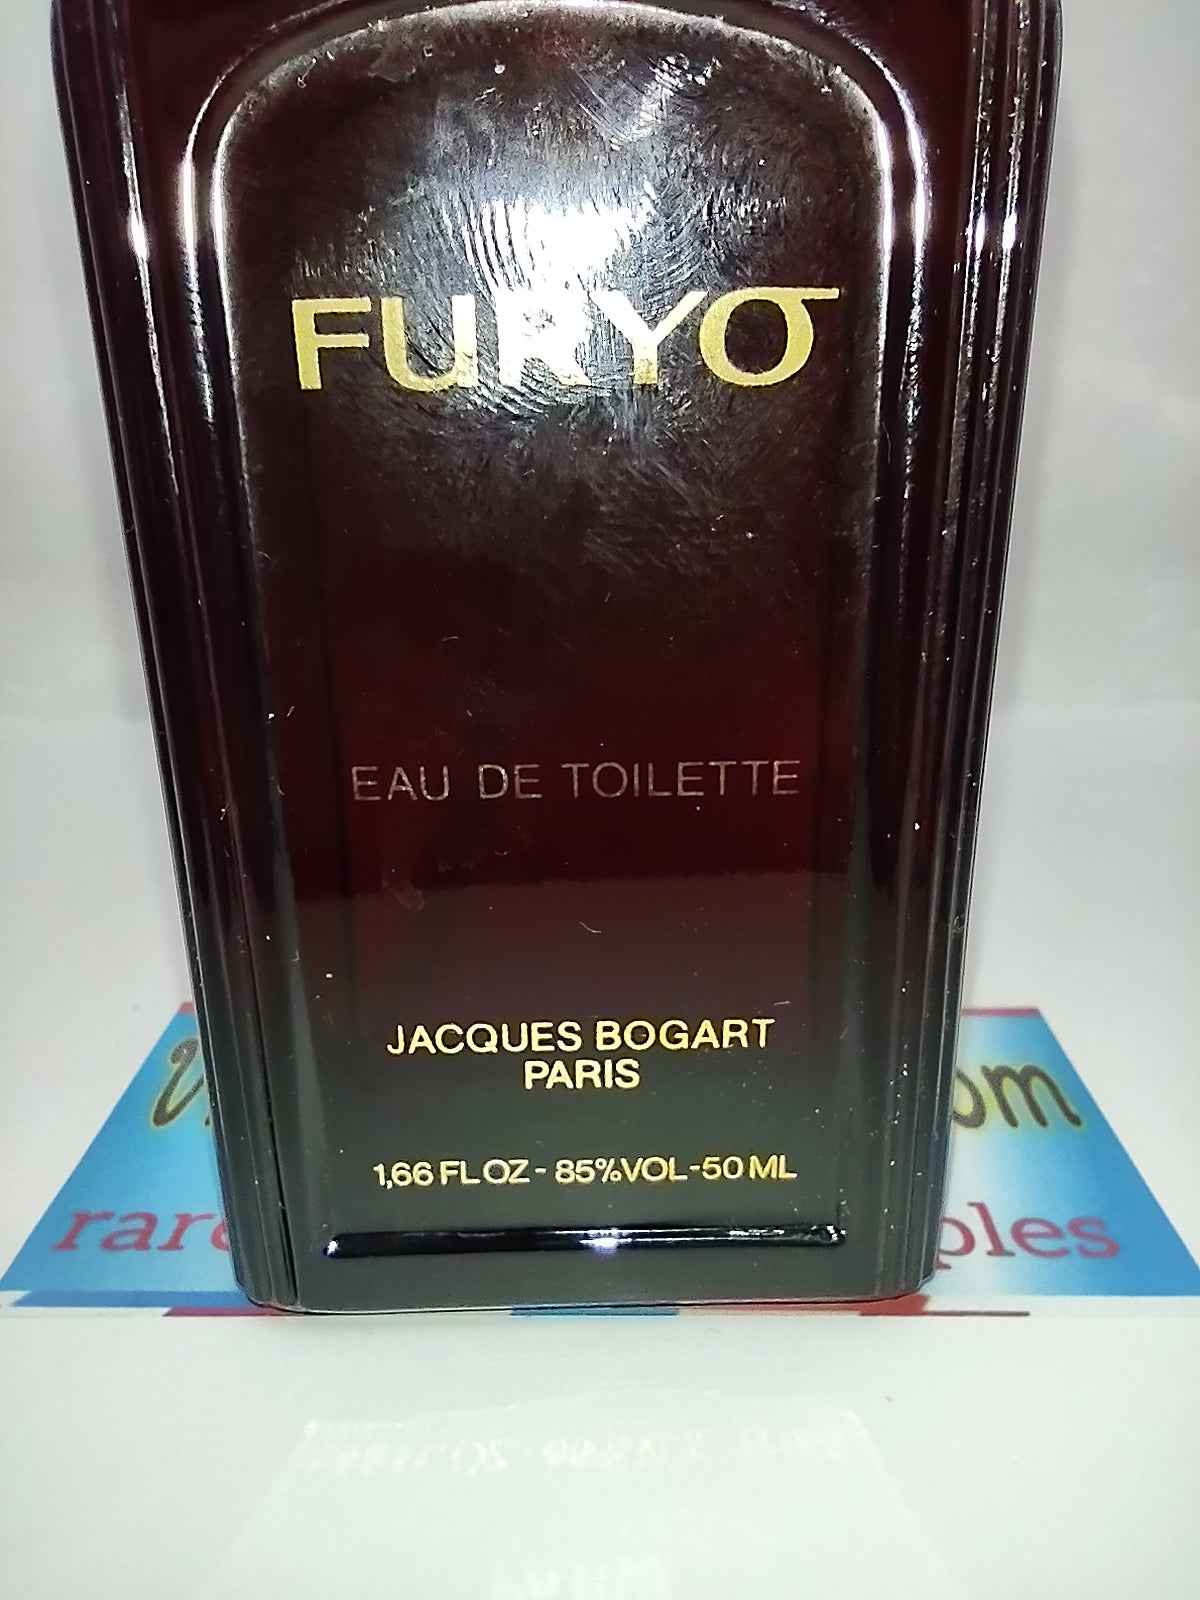 FURYO
EAU DE TOILETTE
JACQUES BOGART
PARIS
1,66 FL OZ - 85% VOL - 50 ML